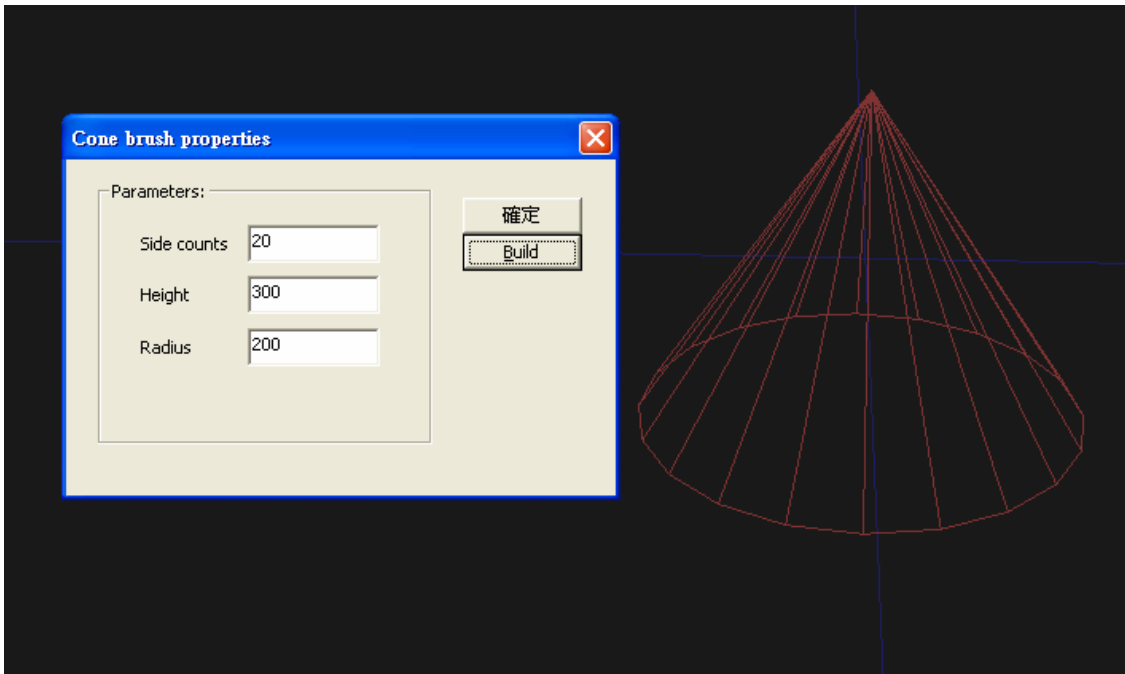 Cone brush properties
Parameters:
Side counts 20
Height 300
Radius 200
確定
Build